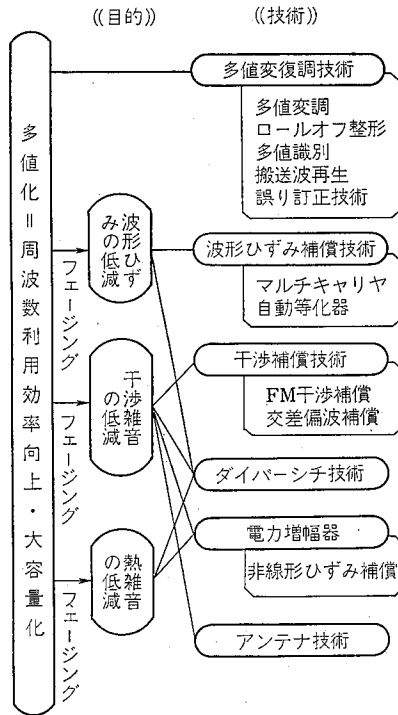 ((目的))
((技術))
多値化＝周波数利用効率向上・大容量化
フェージング
フェージング
フェージング
波形ひず
みの低減
干渉雑音
の低減
熱雑音
の低減
多値変復調技術
多値変調
ロールオフ整形
多値識別
搬送波再生
誤り訂正技術
波形ひずみ補償技術
マルチキャリヤ
自動等化器
干渉補償技術
FM干渉補償
交差偏波補償
ダイバーシチ技術
電力増幅器
非線形ひずみ補償
アンテナ技術